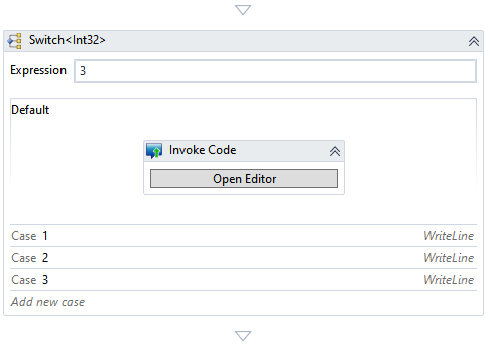 Switch<Int32>
Expression 3
Default
Invoke Code
Open Editor
Case 1 WriteLine
Case 2 WriteLine
Case 3 WriteLine
Add new case